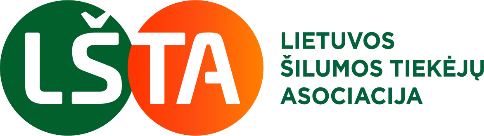 LŠTA
LIETUVOS
ŠILUMOS TIEKĖJŲ
ASOCIACIJA